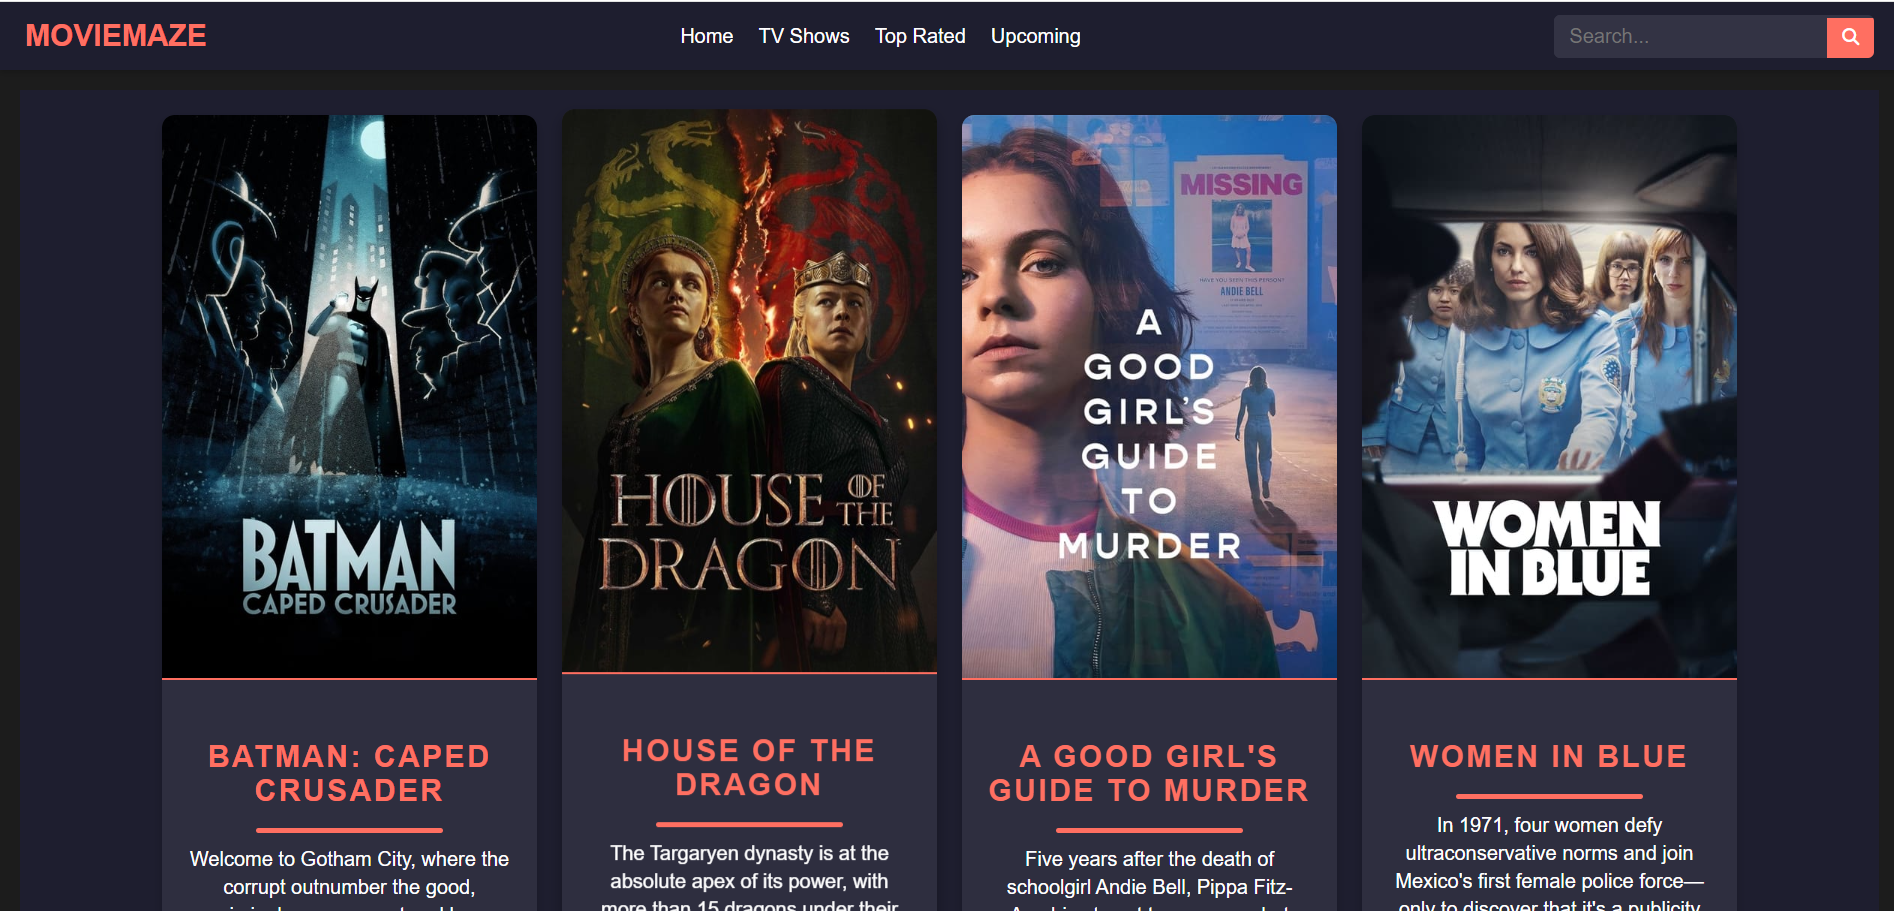 MOVIEMAZE
Home TV Shows Top Rated Upcoming
Search...
BATMAN
CAPED CRUSADER
HOUSE OF THE
DRAGON
MISSING
HAVE YOU SEEN THIS PERSON?
ANDIE BELL
A
GOOD
GIRL'S
GUIDE
TO
MURDER
WOMEN
IN BLUE
BATMAN: CAPED
CRUSADER
Welcome to Gotham City, where the
corrupt outnumber the good,
HOUSE OF THE
DRAGON
The Targaryen dynasty is at the
absolute apex of its power, with
more than 15 dragons under their
A GOOD GIRL'S
GUIDE TO MURDER
Five years after the death of
schoolgirl Andie Bell, Pippa Fitz-
WOMEN IN BLUE
In 1971, four women defy
ultraconservative norms and join
Mexico's first female police force—
only to discover that it's a publicity